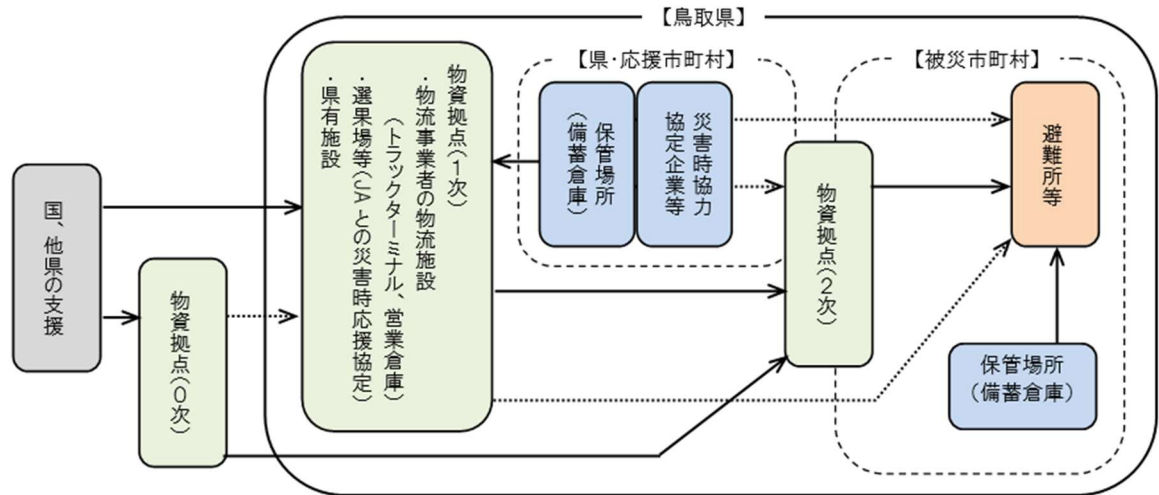 【鳥取県】
国、他県の支援
物資拠点（0次）
物資拠点（1次）
・物流事業者の物流施設
（トラックターミナル、営業倉庫）
・選果場等（JAとの災害時応援協定）
・県有施設
【県・応援市町村】
保管場所
（備蓄倉庫）
災害時協力
協定企業等
物資拠点（2次）
【被災市町村】
避難所等
保管場所
（備蓄倉庫）